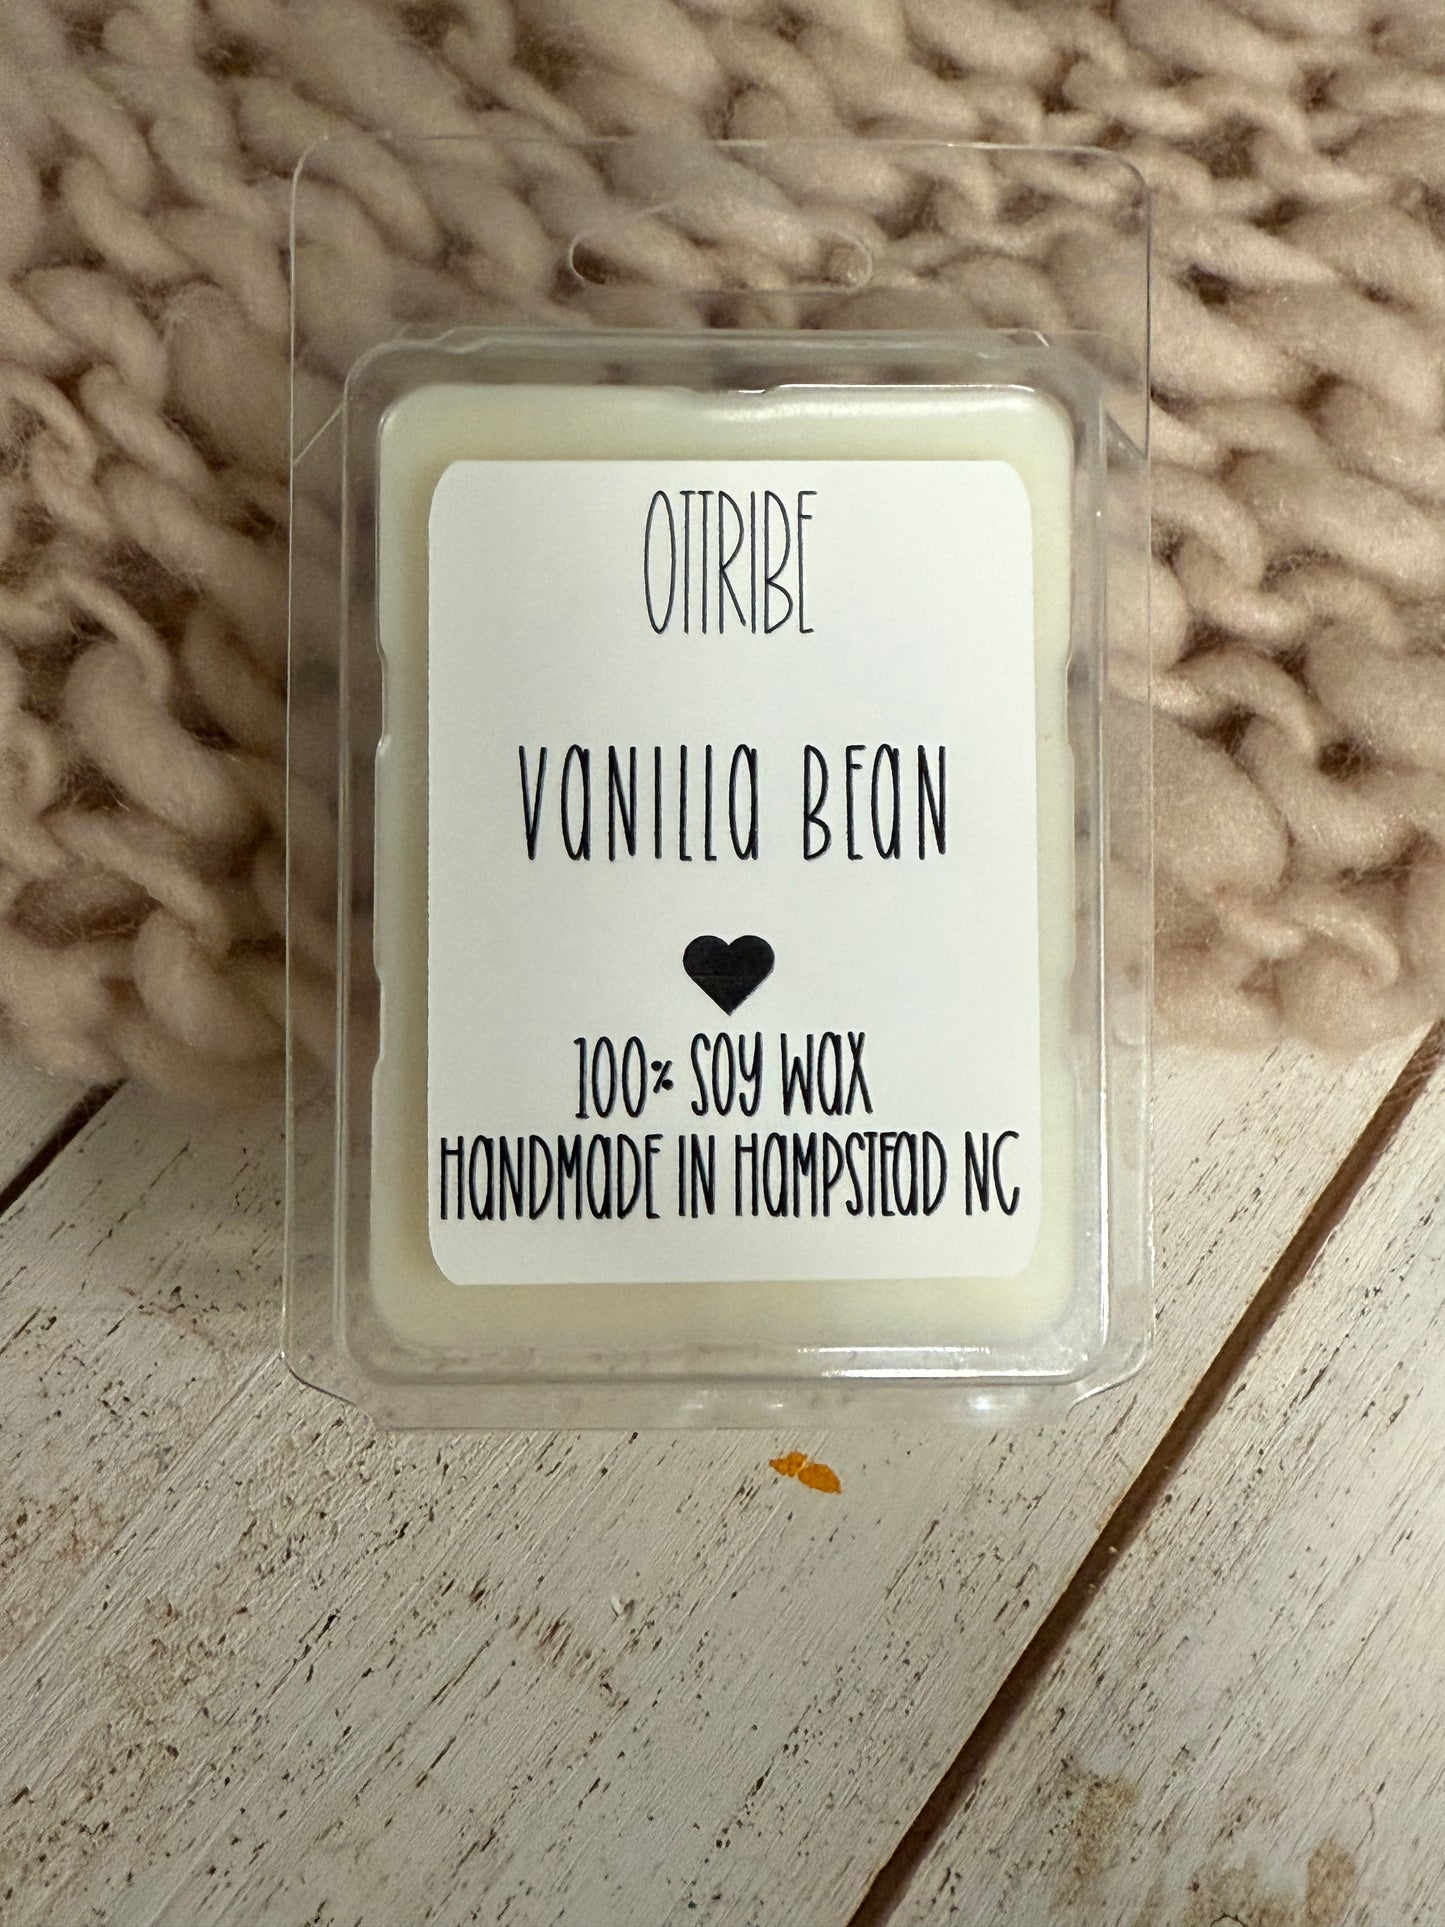 OTTRIBE
VaNILLa BEaN
100% SOY WaX
HaNDMaDE IN HaMPSTEaD NC